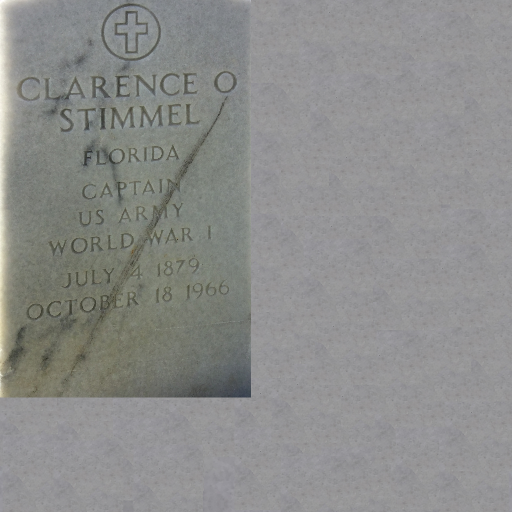 CLARENCE O
STIMMEL
FLORIDA
CAPTAIN
US ARMY
WORLD WAR I
JULY 4 1879
OCTOBER 18 1966